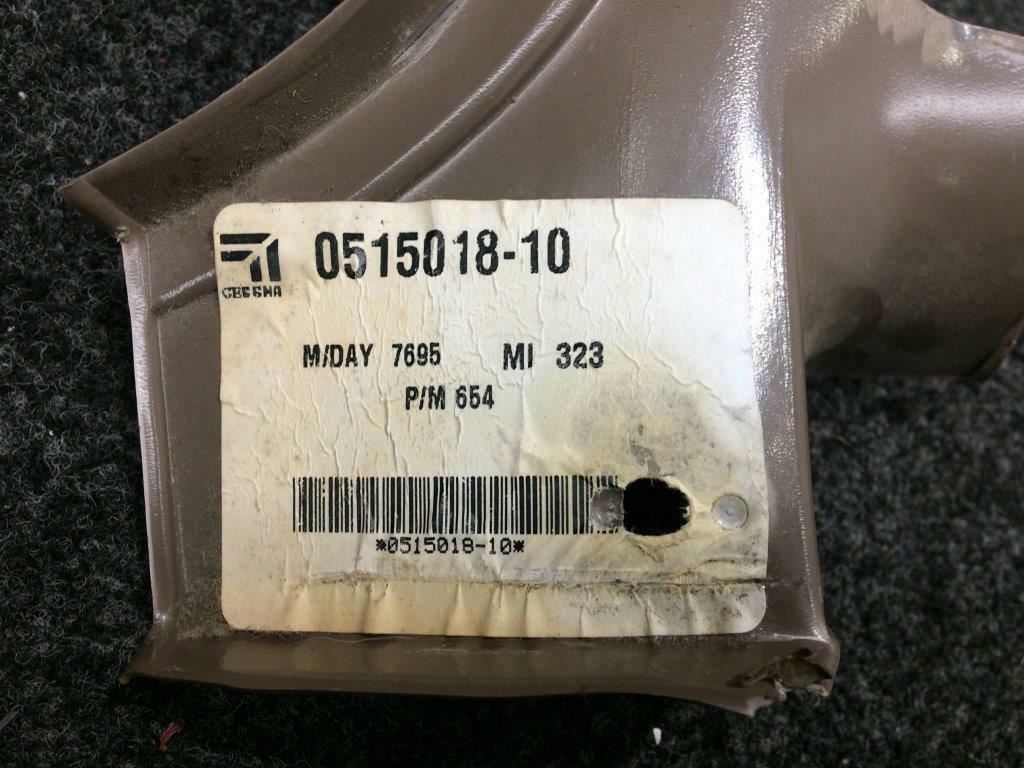 0515018-10
CESSNA
M/DAY 7695 MI 323
P/M 654
*0515018-10*